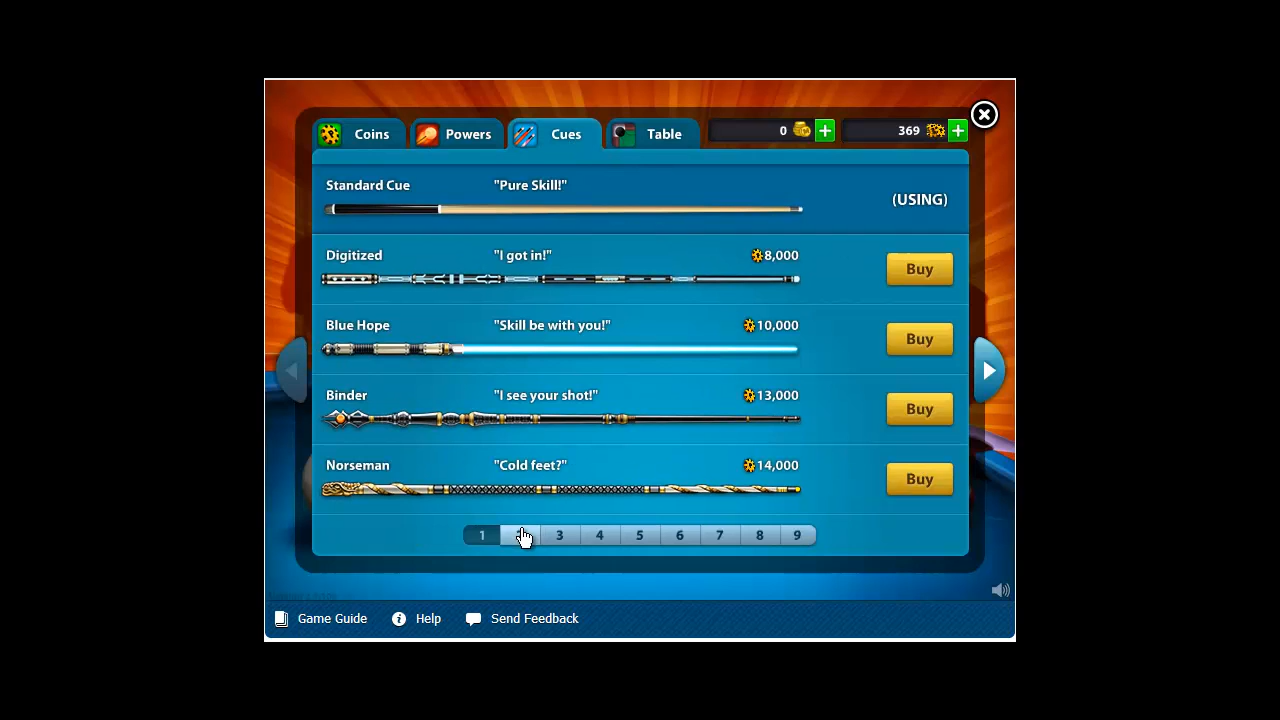 Coins Powers Cues Table 0 369
Standard Cue "Pure Skill!" (USING)
Digitized "I got in!" 8,000 Buy
Blue Hope "Skill be with you!" 10,000 Buy
Binder "I see your shot!" 13,000 Buy
Norseman "Cold feet?" 14,000 Buy
1 3 4 5 6 7 8 9
Game Guide Help Send Feedback